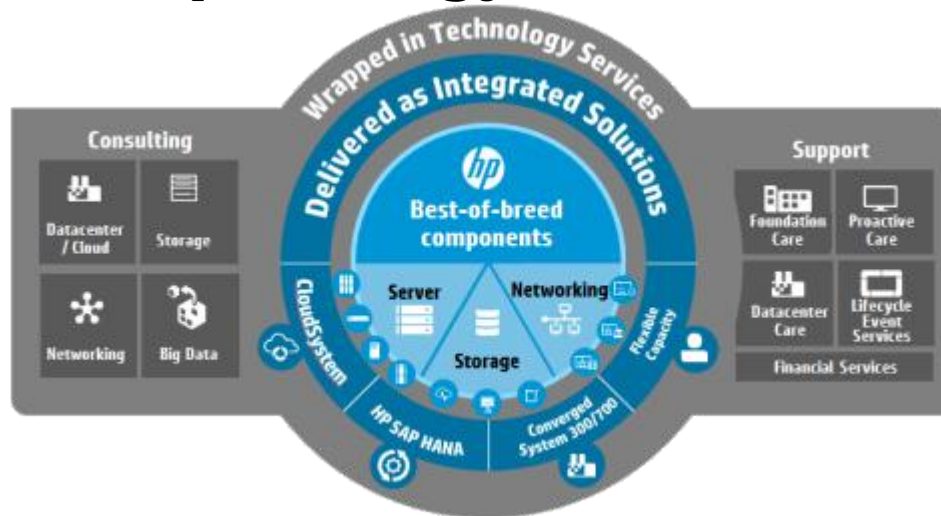 Wrapped in Technology Services
Delivered as Integrated Solutions
Consulting
Datacenter
/ Cloud
Storage
Networking
Big Data
hp
Best-of-breed
components
Server
Networking
Storage
CloudSystem
HP SAP HANA
Converged
System 300/700
Flexible
Capacity
Support
Foundation
Care
Proactive
Care
Datacenter
Care
Lifecycle
Event
Services
Financial Services